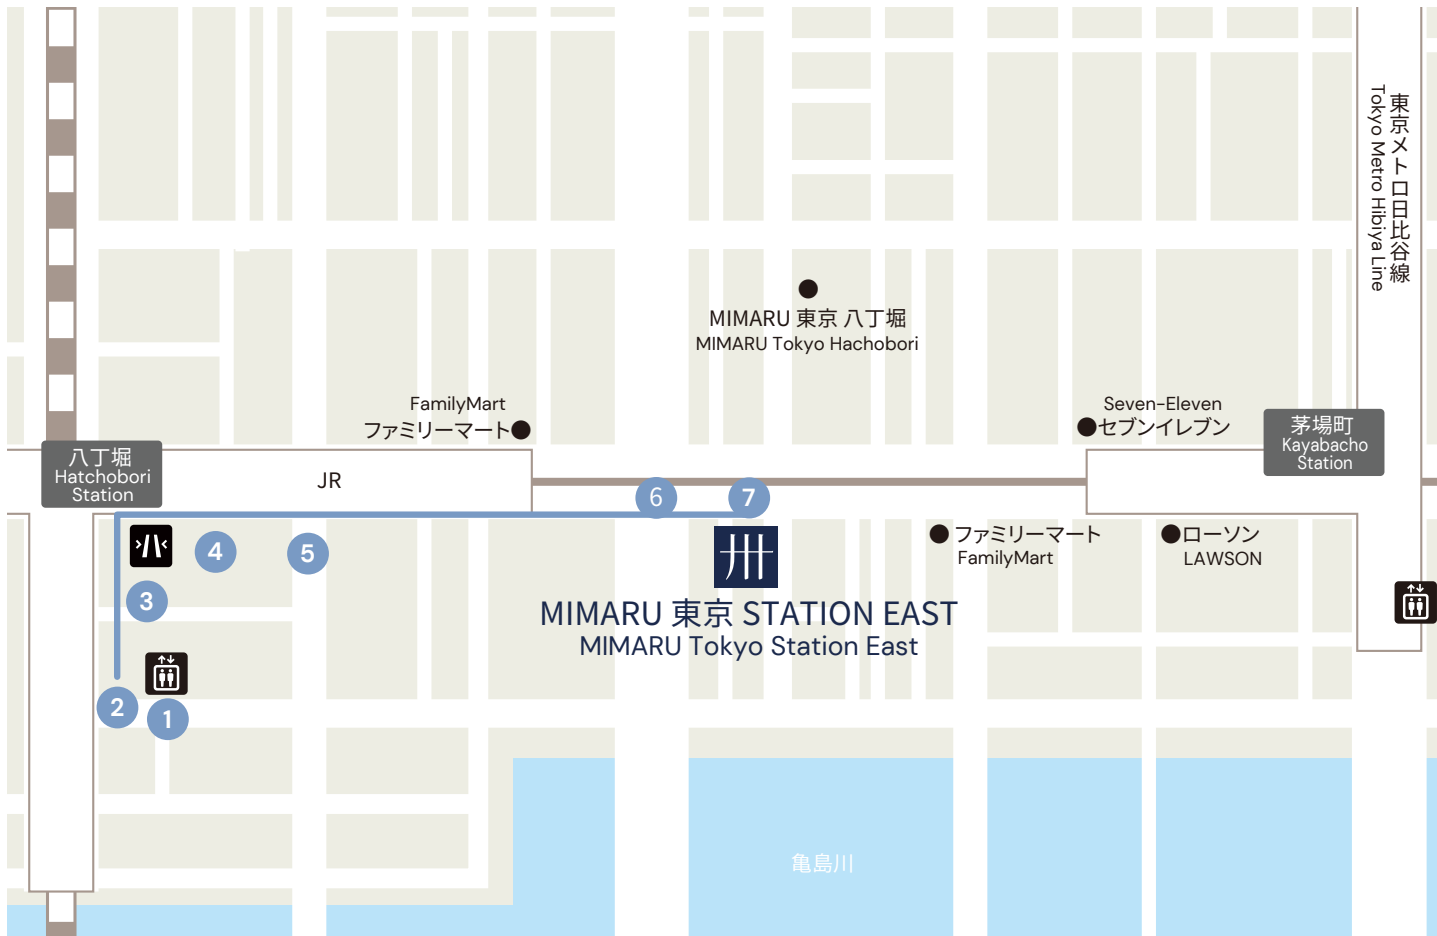 東京メトロ日比谷線
Tokyo Metro Hibiya Line
MIMARU 東京 八丁堀
MIMARU Tokyo Hachobori
FamilyMart
ファミリーマート
Seven-Eleven
セブンイレブン
茅場町
Kayabacho
Station
八丁堀
Hatchobori
Station
JR
6
7
4
5
ファミリーマート
FamilyMart
ローソン
LAWSON
3
MIMARU 東京 STATION EAST
MIMARU Tokyo Station East
2
1
亀島川